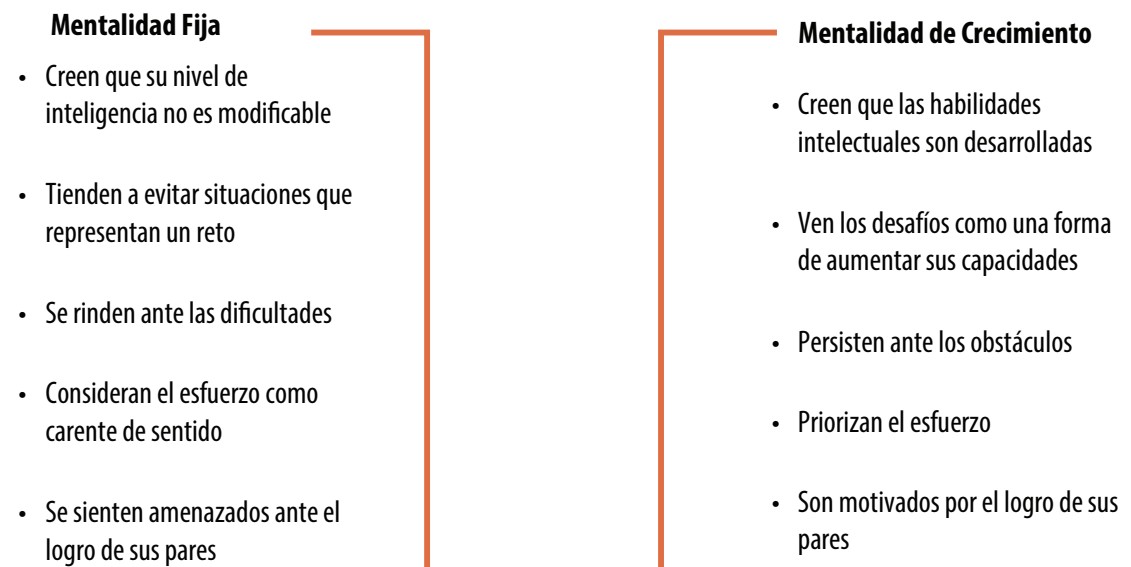 Mentalidad Fija
• Creen que su nivel de
inteligencia no es modificable
• Tienden a evitar situaciones que
representan un reto
• Se rinden ante las dificultades
• Consideran el esfuerzo como
carente de sentido
• Se sienten amenazados ante el
logro de sus pares
Mentalidad de Crecimiento
• Creen que las habilidades
intelectuales son desarrolladas
• Ven los desafíos como una forma
de aumentar sus capacidades
• Persisten ante los obstáculos
• Priorizan el esfuerzo
• Son motivados por el logro de sus
pares